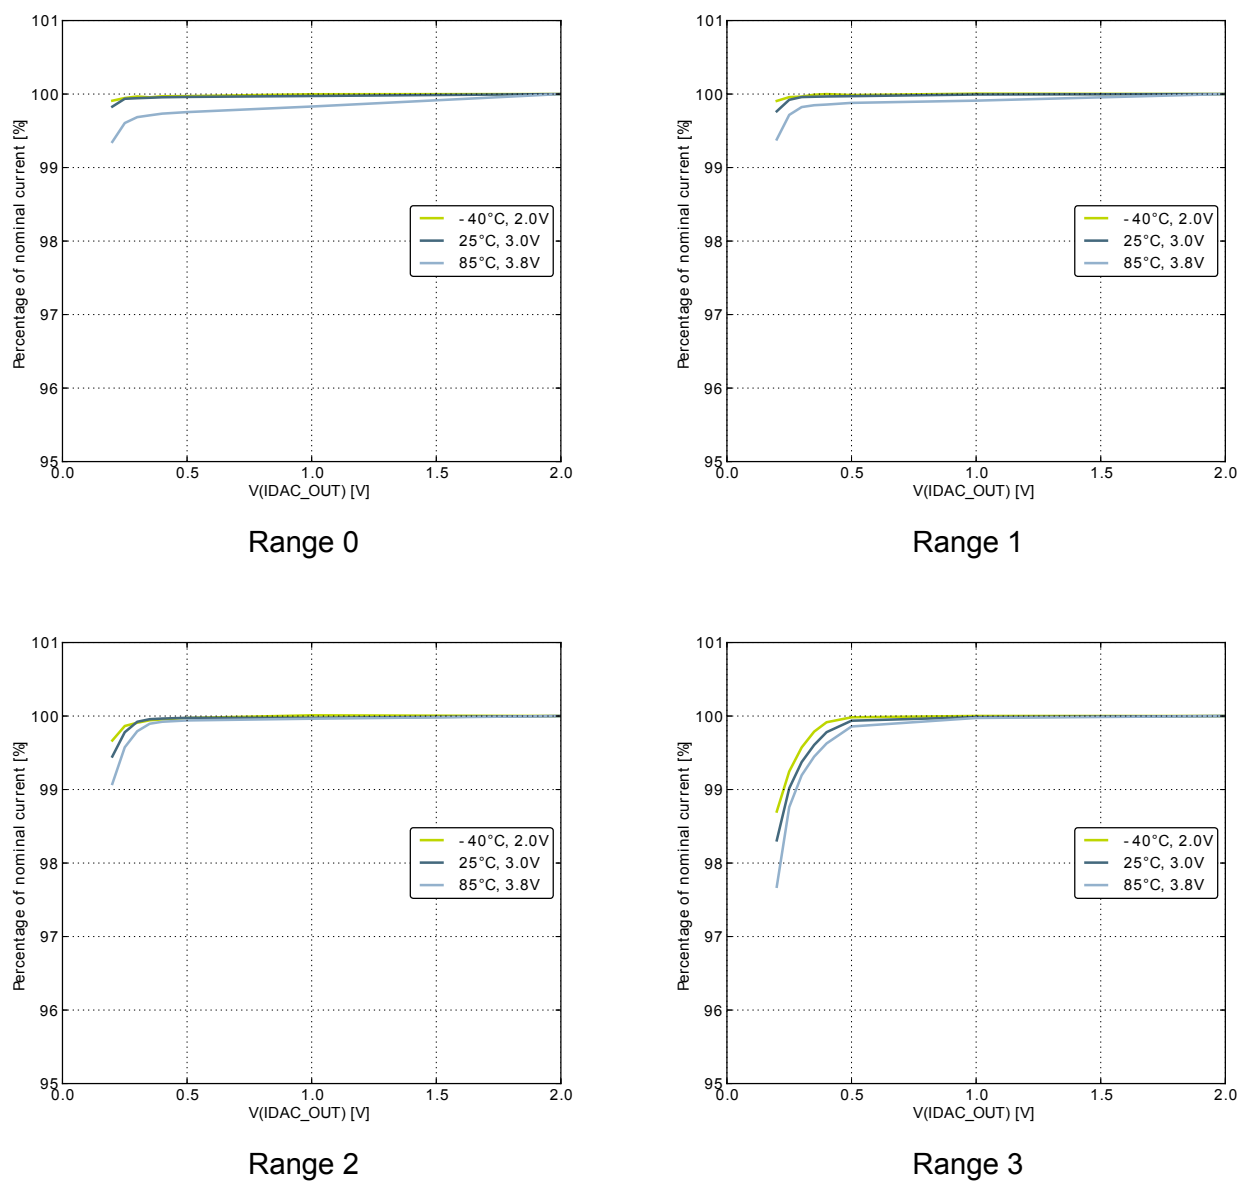 101
100
99
98
97
96
95
Percentage of nominal current [%]
0.0 0.5 1.0 1.5 2.0
V(IDAC_OUT) [V]
-40°C, 2.0V
25°C, 3.0V
85°C, 3.8V
Range 0
101
100
99
98
97
96
95
Percentage of nominal current [%]
0.0 0.5 1.0 1.5 2.0
V(IDAC_OUT) [V]
-40°C, 2.0V
25°C, 3.0V
85°C, 3.8V
Range 1
101
100
99
98
97
96
95
Percentage of nominal current [%]
0.0 0.5 1.0 1.5 2.0
V(IDAC_OUT) [V]
-40°C, 2.0V
25°C, 3.0V
85°C, 3.8V
Range 2
101
100
99
98
97
96
95
Percentage of nominal current [%]
0.0 0.5 1.0 1.5 2.0
V(IDAC_OUT) [V]
-40°C, 2.0V
25°C, 3.0V
85°C, 3.8V
Range 3